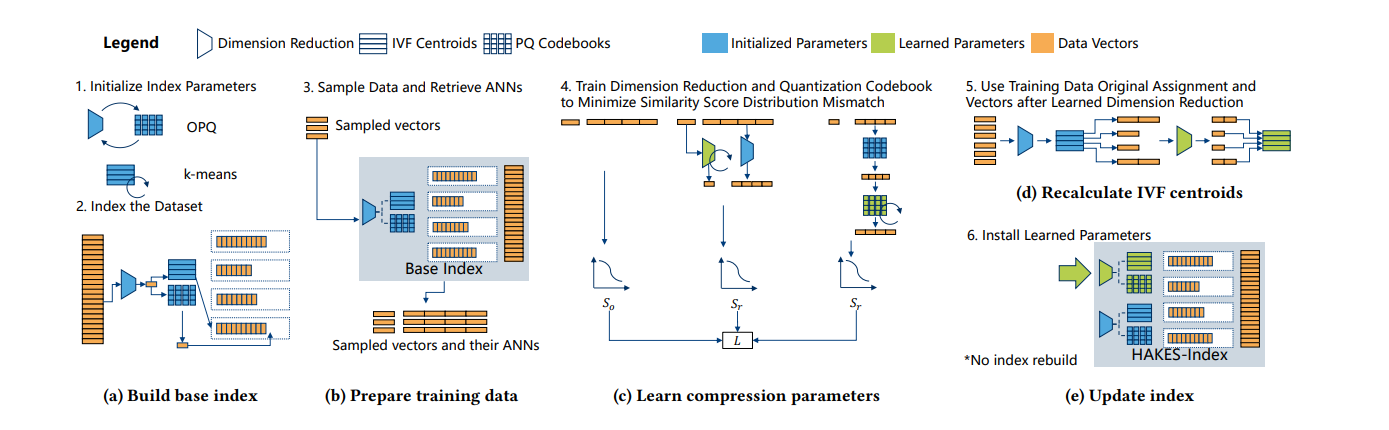 Legend
Dimension Reduction
IVF Centroids
PQ Codebooks
Initialized Parameters
Learned Parameters
Data Vectors
1. Initialize Index Parameters
OPQ
k-means
2. Index the Dataset
(a) Build base index
3. Sample Data and Retrieve ANNs
Sampled vectors
Base Index
Sampled vectors and their ANNs
(b) Prepare training data
4. Train Dimension Reduction and Quantization Codebook
to Minimize Similarity Score Distribution Mismatch
So
Sr
Sr
L
(c) Learn compression parameters
5. Use Training Data Original Assignment and
Vectors after Learned Dimension Reduction
(d) Recalculate IVF centroids
6. Install Learned Parameters
HAKES-Index
*No index rebuild
(e) Update index